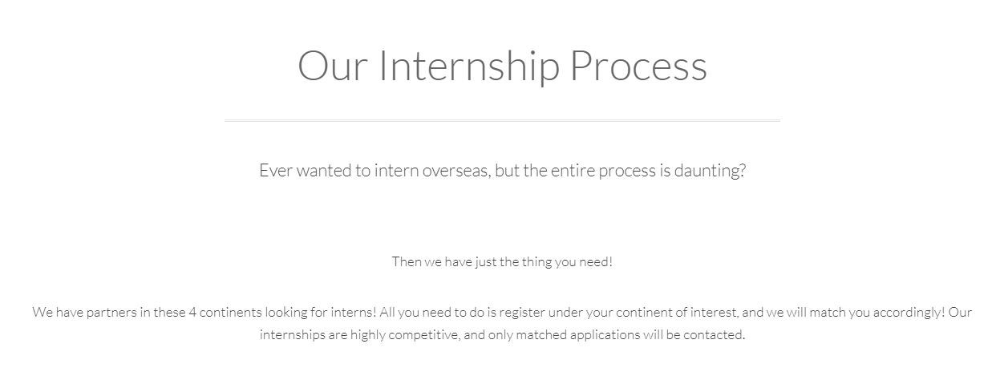 Our Internship Process
Ever wanted to intern overseas, but the entire process is daunting?
Then we have just the thing you need!
We have partners in these 4 continents looking for interns! All you need to do is register under your continent of interest, and we will match you accordingly! Our
internships are highly competitive, and only matched applications will be contacted.